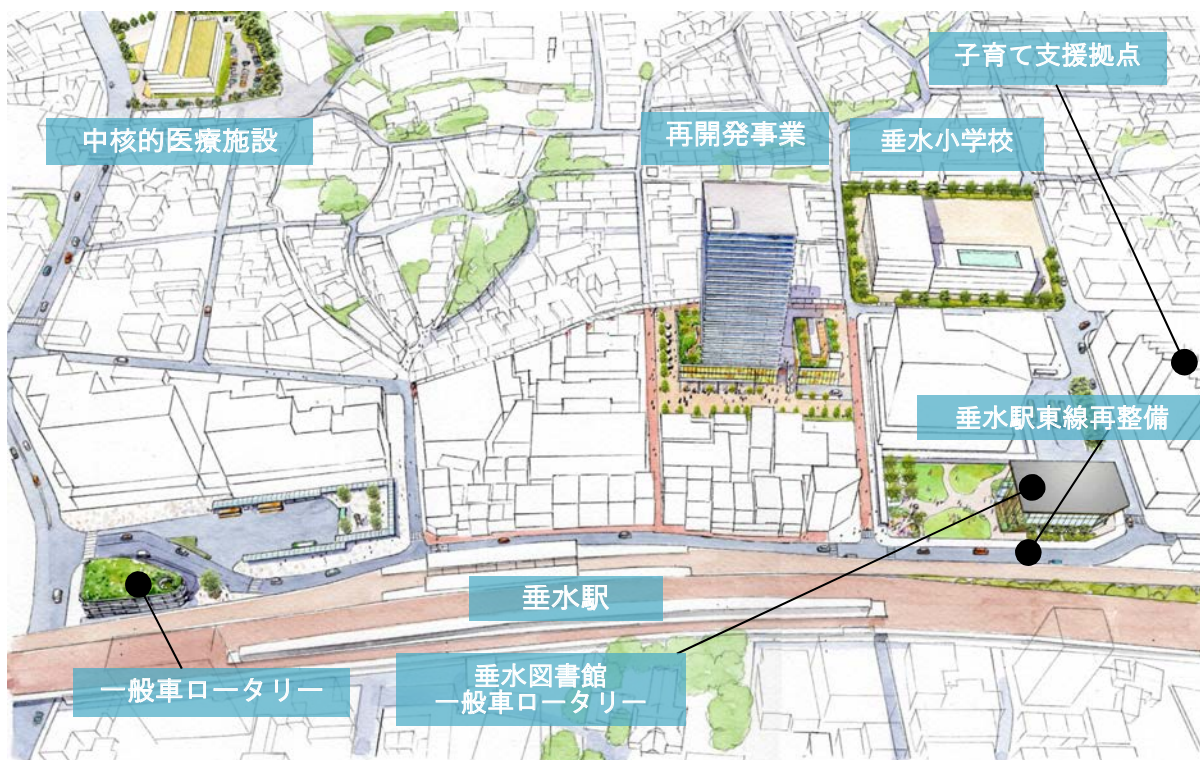 子育て支援拠点
中核的医療施設
再開発事業
垂水小学校
垂水駅東線再整備
垂水駅
一般車ロータリー
垂水図書館
一般車ロータリー